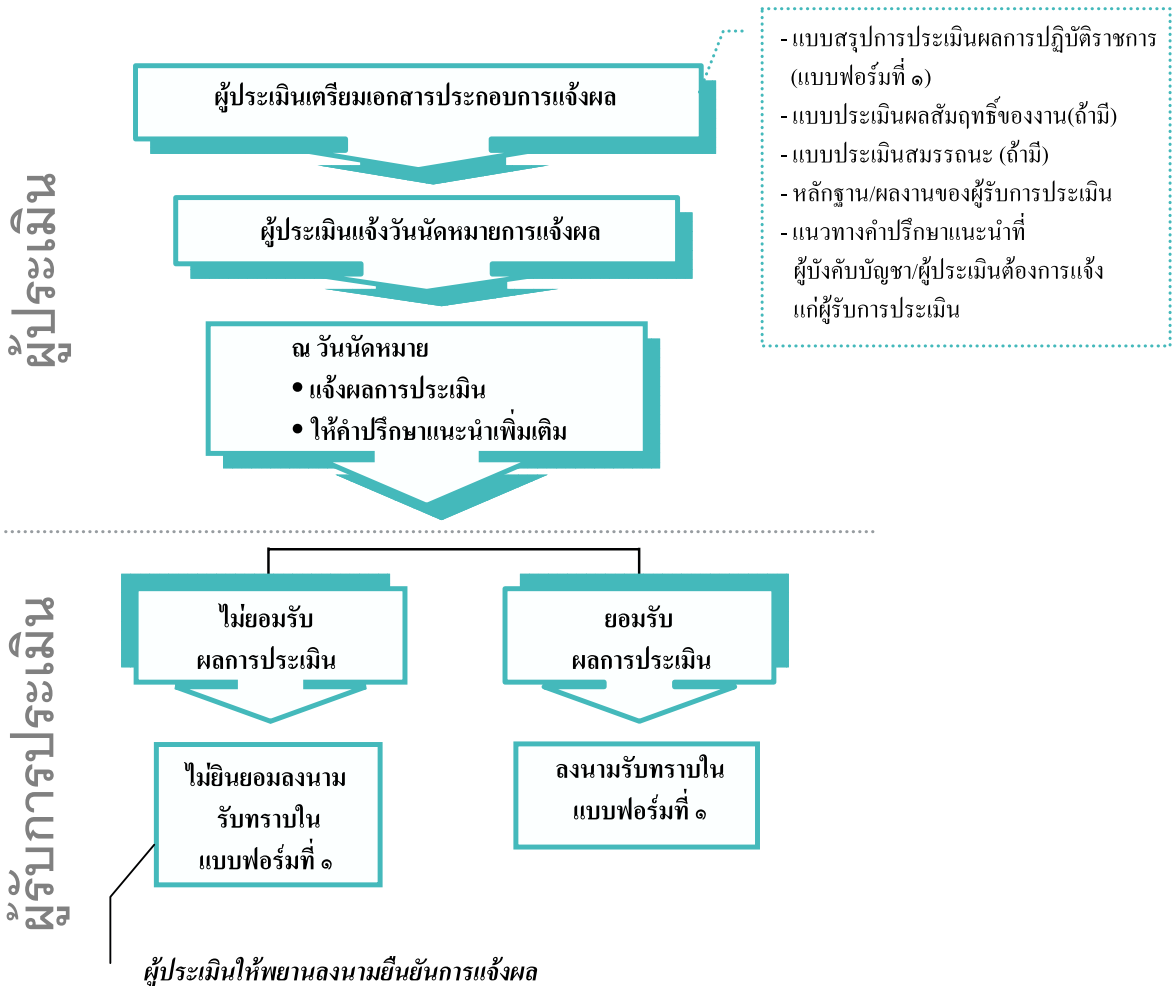 ผู้ประเมิน
ผู้ประเมินเตรียมเอกสารประกอบการแจ้งผล
- แบบสรุปการประเมินผลการปฏิบัติราชการ
(แบบฟอร์มที่ ๑)
- แบบประเมินผลสัมฤทธิ์ของงาน(ถ้ามี)
- แบบประเมินสมรรถนะ (ถ้ามี)
- หลักฐาน/ผลงานของผู้รับการประเมิน
- แนวทางคำปรึกษาแนะนำที่
ผู้บังคับบัญชา/ผู้ประเมินต้องการแจ้ง
แก่ผู้รับการประเมิน
ผู้ประเมินแจ้งวันนัดหมายการแจ้งผล
ณ วันนัดหมาย
• แจ้งผลการประเมิน
• ให้คำปรึกษาแนะนำเพิ่มเติม
ผู้รับการประเมิน
ไม่ยอมรับ
ผลการประเมิน
ยอมรับ
ผลการประเมิน
ไม่ยินยอมลงนาม
รับทราบใน
แบบฟอร์มที่ ๑
ลงนามรับทราบใน
แบบฟอร์มที่ ๑
ผู้ประเมินให้พยานลงนามยืนยันการแจ้งผล